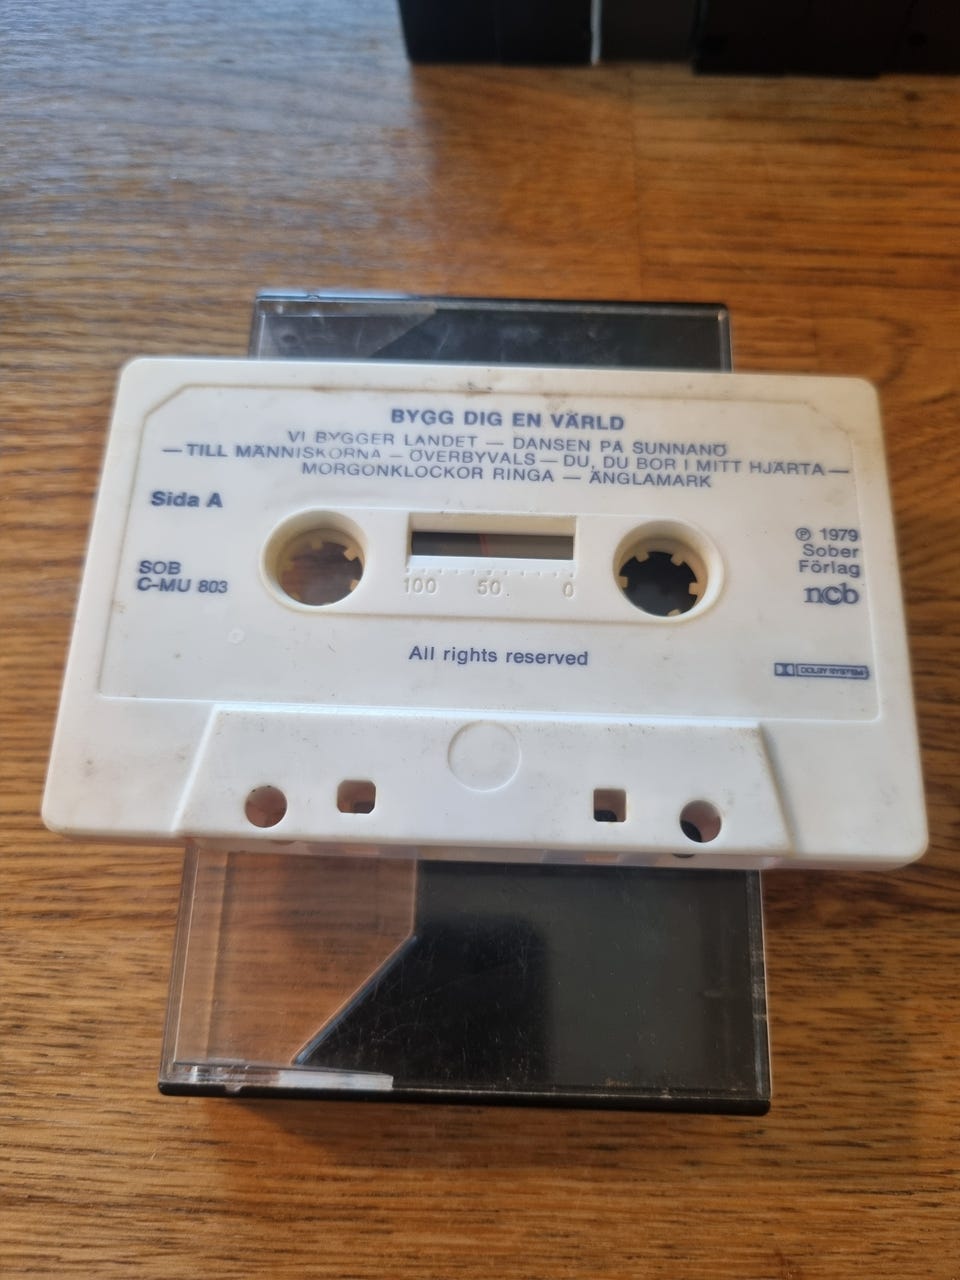 BYGG DIG EN VÄRLD
VI BYGGER LANDET — DANSEN PÅ SUNNANÖ
— TILL MÄNNISKORNA – ÖVERBYVALS — DU, DU BOR I MITT HJÄRTA —
MORGONKLOCKOR RINGA — ÄNGLAMARK
Sida A
SOB
C-MU 803
100 50 0
℗ 1979
Sober
Förlag
ncb
All rights reserved
DOLBY SYSTEM